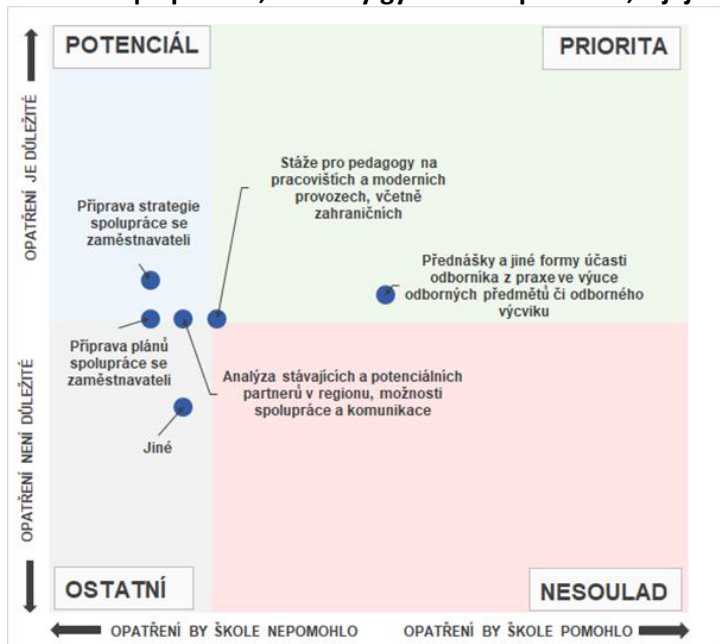 POTENCIÁL
PRIORITA
OPATŘENÍ JE DŮLEŽITÉ
Stáže pro pedagogy na
pracovištích a moderních
provozech, včetně
zahraničních
Příprava strategie
spolupráce se
zaměstnavateli
Přednášky a jiné formy účasti
odborníka z praxe ve výuce
odborných předmětů či odborného
výcviku
Příprava plánů
spolupráce se
zaměstnavateli
Analýza stávajících a potenciálních
partnerů v regionu, možnosti
spolupráce a komunikace
Jiné
OPATŘENÍ NENÍ DŮLEŽITÉ
OSTATNÍ
NESOULAD
OPATŘENÍ BY ŠKOLE NEPOMOHLO
OPATŘENÍ BY ŠKOLE POMOHLO